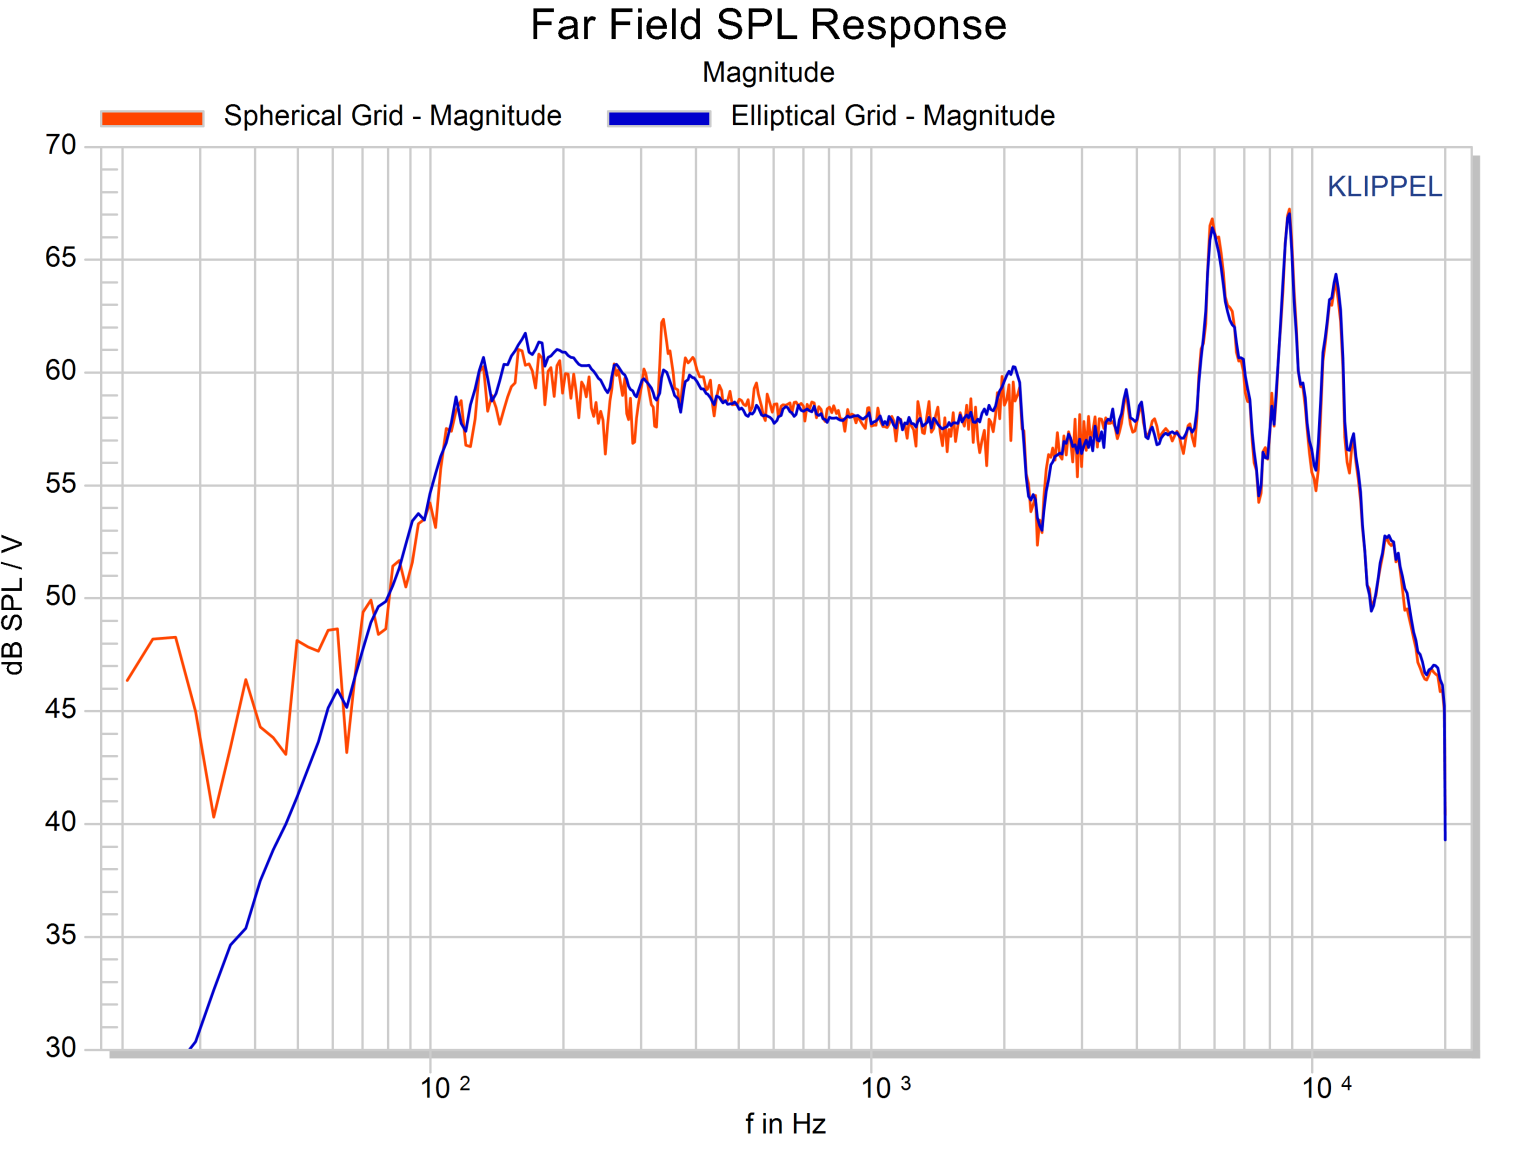 Far Field SPL Response
Magnitude
Spherical Grid - Magnitude Elliptical Grid - Magnitude
KLIPPEL
70
65
60
55
50
45
40
35
30
dB SPL / V
10 2 10 3 10 4
f in Hz